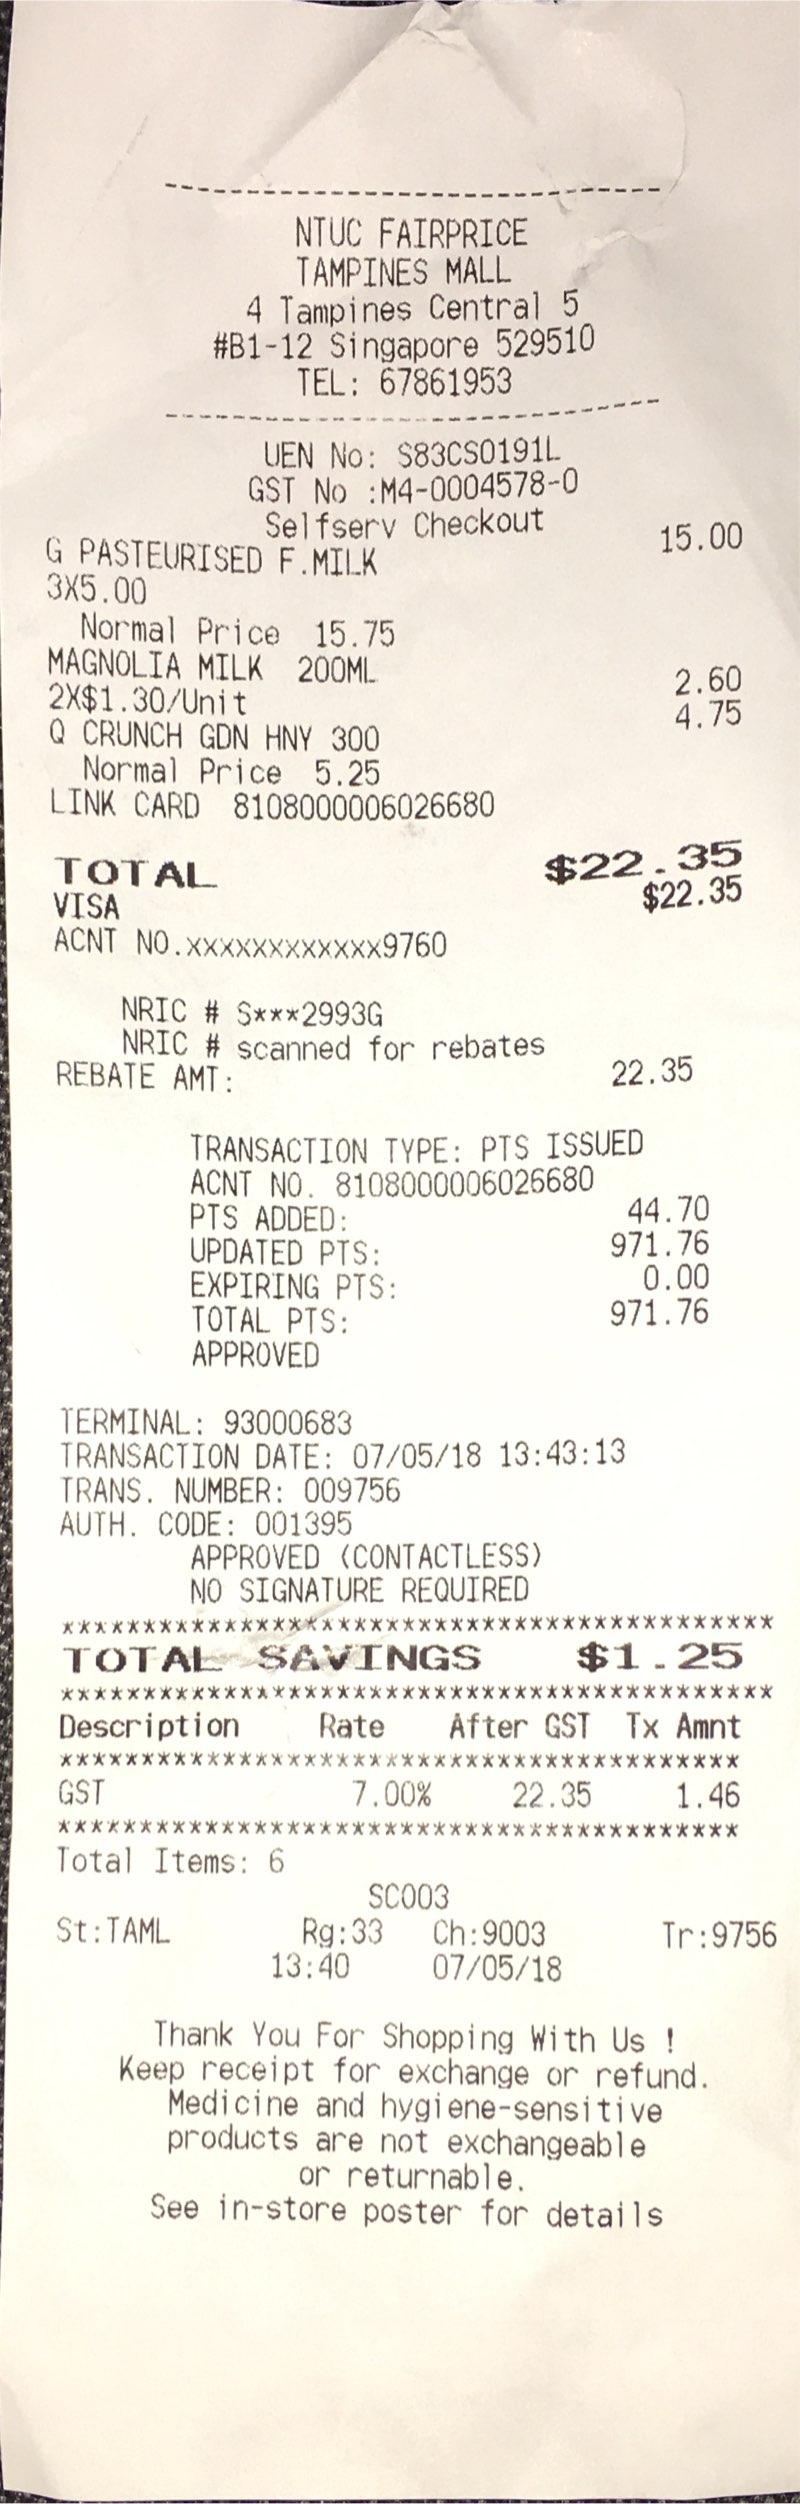 --------------------------------
NTUC FAIRPRICE
TAMPINES MALL
4 Tampines Central 5
#B1-12 Singapore 529510
TEL: 67861953
--------------------------------
UEN No: S83CS0191L
GST No :M4-0004578-0
Selfserv Checkout
G PASTEURISED F.MILK 15.00
3X5.00
Normal Price 15.75
MAGNOLIA MILK 200ML
2X$1.30/Unit 2.60
Q CRUNCH GDN HNY 300 4.75
Normal Price 5.25
LINK CARD 8108000006026680
TOTAL $22.35
VISA $22.35
ACNT NO.xxxxxxxxxxxx9760
NRIC # S***2993G
NRIC # scanned for rebates
REBATE AMT: 22.35
TRANSACTION TYPE: PTS ISSUED
ACNT NO. 8108000006026680
PTS ADDED: 44.70
UPDATED PTS: 971.76
EXPIRING PTS: 0.00
TOTAL PTS: 971.76
APPROVED
TERMINAL: 93000683
TRANSACTION DATE: 07/05/18 13:43:13
TRANS. NUMBER: 009756
AUTH. CODE: 001395
APPROVED (CONTACTLESS)
NO SIGNATURE REQUIRED
********************************************
TOTAL SAVINGS $1.25
********************************************
Description Rate After GST Tx Amnt
******************************************
GST 7.00% 22.35 1.46
******************************************
Total Items: 6
SC003
St:TAML Rg:33 Ch:9003 Tr:9756
13:40 07/05/18
Thank You For Shopping With Us !
Keep receipt for exchange or refund.
Medicine and hygiene-sensitive
products are not exchangeable
or returnable.
See in-store poster for details